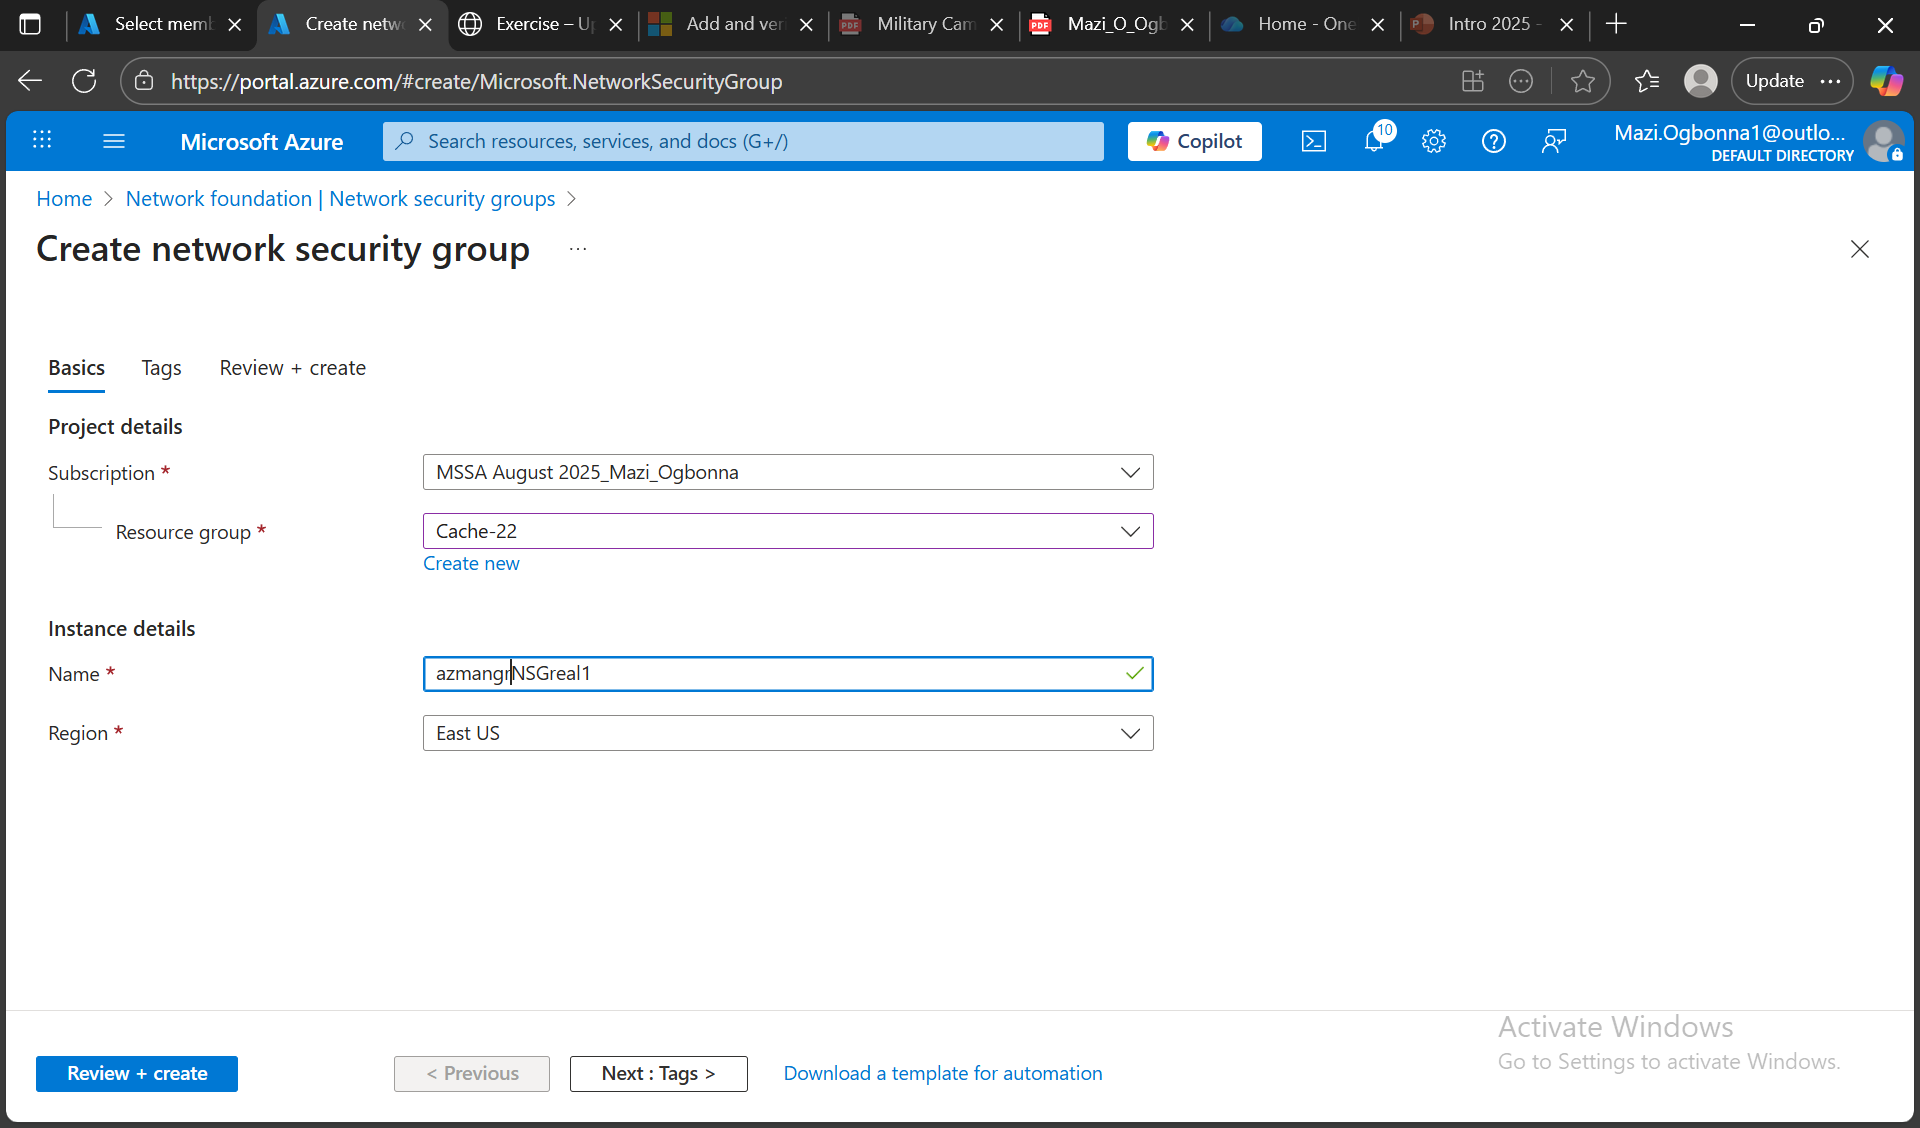 Select memb
Create netwo
Exercise – Up
Add and veri
Military Cam
Mazi_O_Ogb
Home - One
Intro 2025 -
https://portal.azure.com/#create/Microsoft.NetworkSecurityGroup
Update
Microsoft Azure
Search resources, services, and docs (G+/)
Copilot
10
Mazi.Ogbonna1@outlo...
DEFAULT DIRECTORY
Home > Network foundation | Network security groups >
Create network security group ...
Basics
Tags
Review + create
Project details
Subscription *
MSSA August 2025_Mazi_Ogbonna
Resource group *
Cache-22
Create new
Instance details
Name *
azmangrNSGreal1
Region *
East US
Activate Windows
Go to Settings to activate Windows.
Review + create
< Previous
Next : Tags >
Download a template for automation